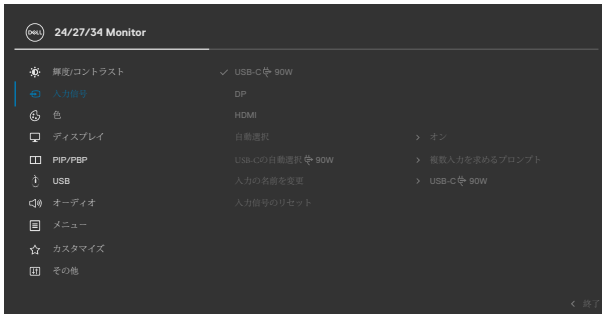 DELL 24/27/34 Monitor
輝度/コントラスト
USB-C 90W
入力信号
DP
色
HDMI
ディスプレイ
自動選択
オン
PIP/PBP
USB-Cの自動選択 90W
複数入力を求めるプロンプト
USB
入力の名前を変更
USB-C 90W
オーディオ
入力信号のリセット
メニュー
カスタマイズ
その他
終了